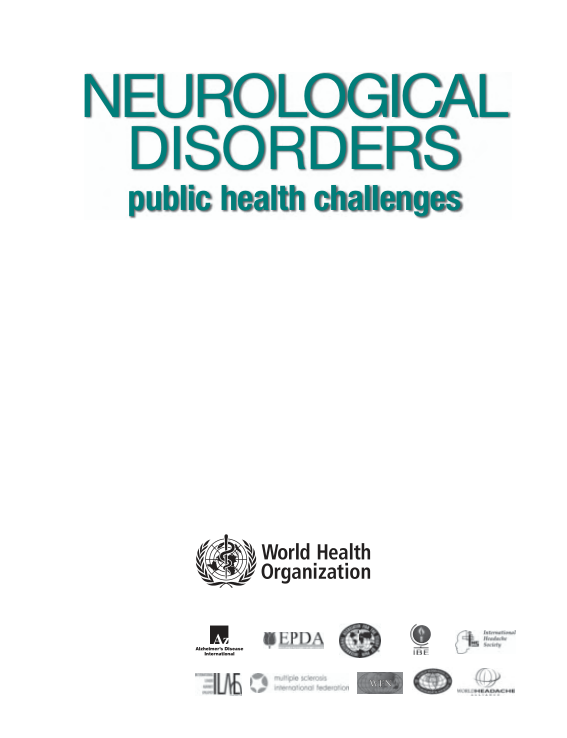 NEUROLOGICAL
DISORDERS
public health challenges
World Health
Organization
Az
Alzheimer's Disease
International
EPDA
IBE
International
Headache
Society
ILAE
multiple sclerosis
international federation
WFN
WORLD HEADACHE
ALLIANCE